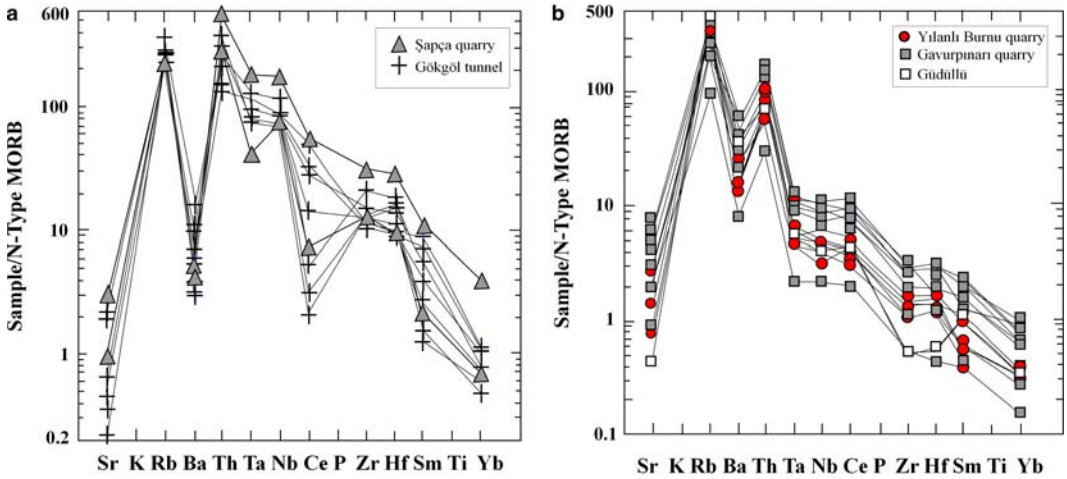 a
600
100
10
1
0.2
Sample/N-Type MORB
Şapça quarry
Gökgöl tunnel
Sr K Rb Ba Th Ta Nb Ce P Zr Hf Sm Ti Yb
b
500
100
10
1
0.1
Sample/N-Type MORB
Yılanlı Burnu quarry
Gavurpınarı quarry
Güdüllü
Sr K Rb Ba Th Ta Nb Ce P Zr Hf Sm Ti Yb